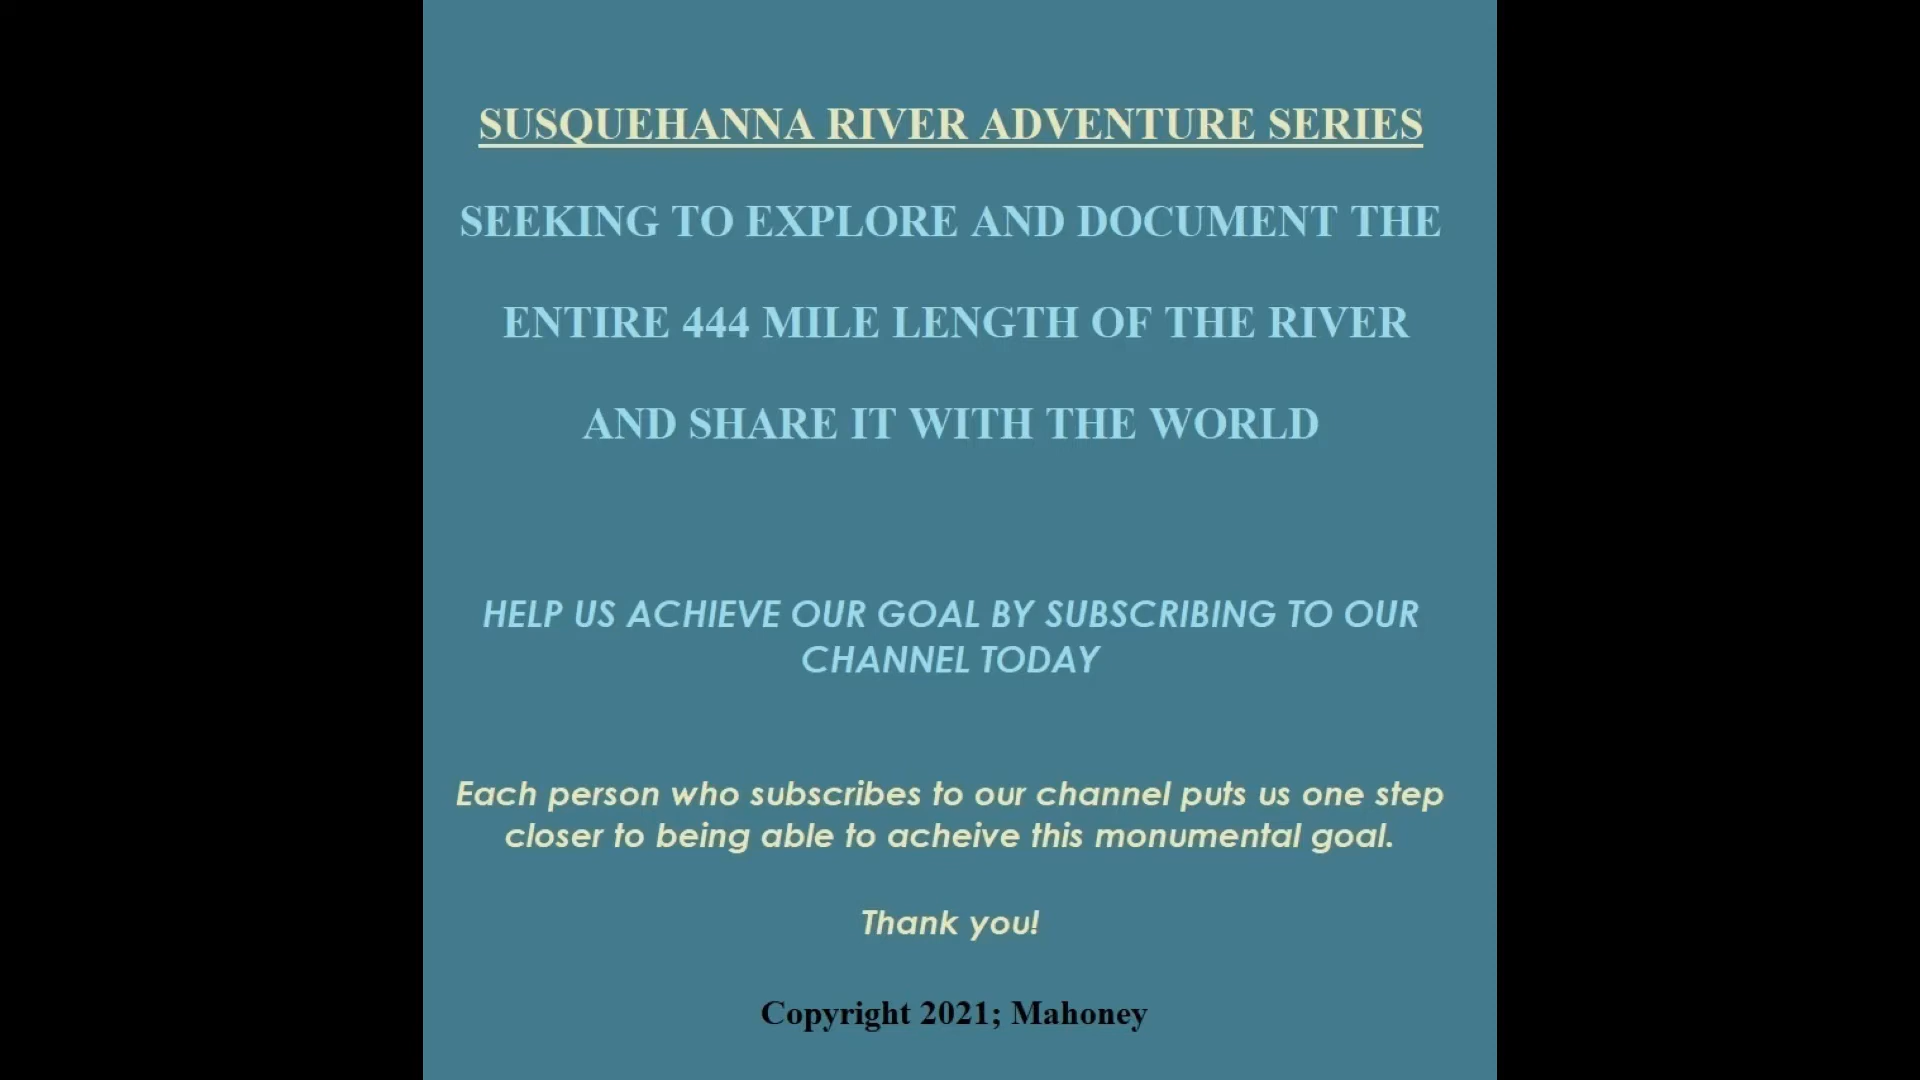 SUSQUEHANNA RIVER ADVENTURE SERIES
SEEKING TO EXPLORE AND DOCUMENT THE
ENTIRE 444 MILE LENGTH OF THE RIVER
AND SHARE IT WITH THE WORLD
HELP US ACHIEVE OUR GOAL BY SUBSCRIBING TO OUR
CHANNEL TODAY
Each person who subscribes to our channel puts us one step
closer to being able to acheive this monumental goal.
Thank you!
Copyright 2021; Mahoney